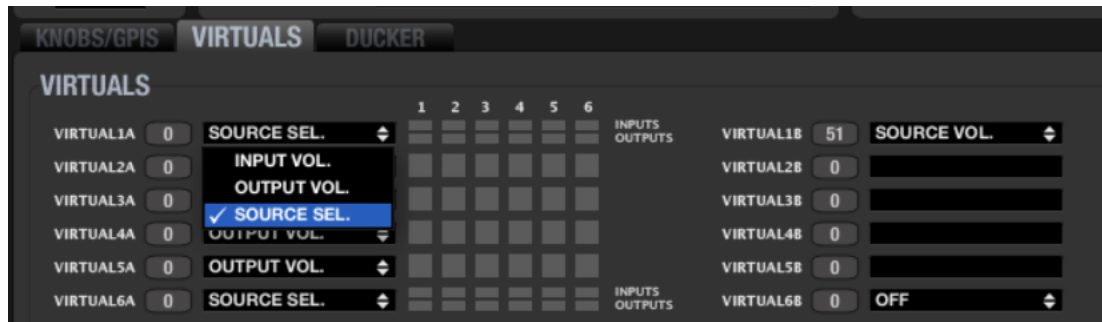 KNOBS/GPIS VIRTUALS DUCKER
VIRTUALS
1 2 3 4 5 6
VIRTUAL1A 0 SOURCE SEL. INPUTS OUTPUTS VIRTUAL1B 51 SOURCE VOL.
VIRTUAL2A 0 INPUT VOL. VIRTUAL2B 0
OUTPUT VOL.
VIRTUAL3A 0 ✓ SOURCE SEL. VIRTUAL3B 0
VIRTUAL4A 0 OUTPUT VOL. VIRTUAL4B 0
VIRTUAL5A 0 OUTPUT VOL. VIRTUAL5B 0
VIRTUAL6A 0 SOURCE SEL. INPUTS OUTPUTS VIRTUAL6B 0 OFF